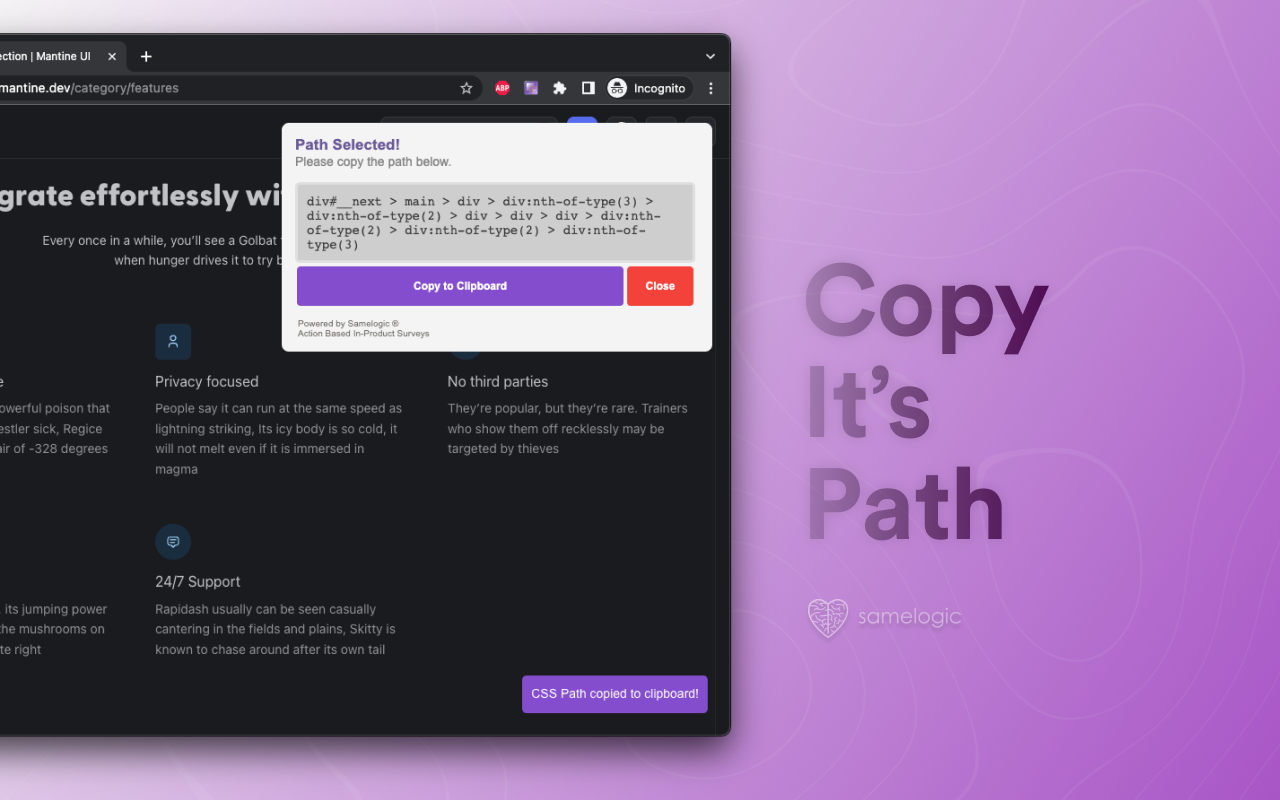 ection | Mantine UI
mantine.dev/category/features
ABP
Incognito
Path Selected!
Please copy the path below.
div#__next > main > div > div:nth-of-type(3) >
div:nth-of-type(2) > div > div > div > div:nth-
of-type(2) > div:nth-of-type(2) > div:nth-of-
type(3)
Copy to Clipboard
Close
Powered by Samelogic ®
Action Based In-Product Surveys
grate effortlessly wi
Every once in a while, you’ll see a Golbat
when hunger drives it to try b
e
owerful poison that
estler sick, Regice
air of -328 degrees
Privacy focused
People say it can run at the same speed as
lightning striking, Its icy body is so cold, it
will not melt even if it is immersed in
magma
No third parties
They’re popular, but they’re rare. Trainers
who show them off recklessly may be
targeted by thieves
, its jumping power
the mushrooms on
te right
24/7 Support
Rapidash usually can be seen casually
cantering in the fields and plains, Skitty is
known to chase around after its own tail
CSS Path copied to clipboard!
Copy
It’s
Path
samelogic